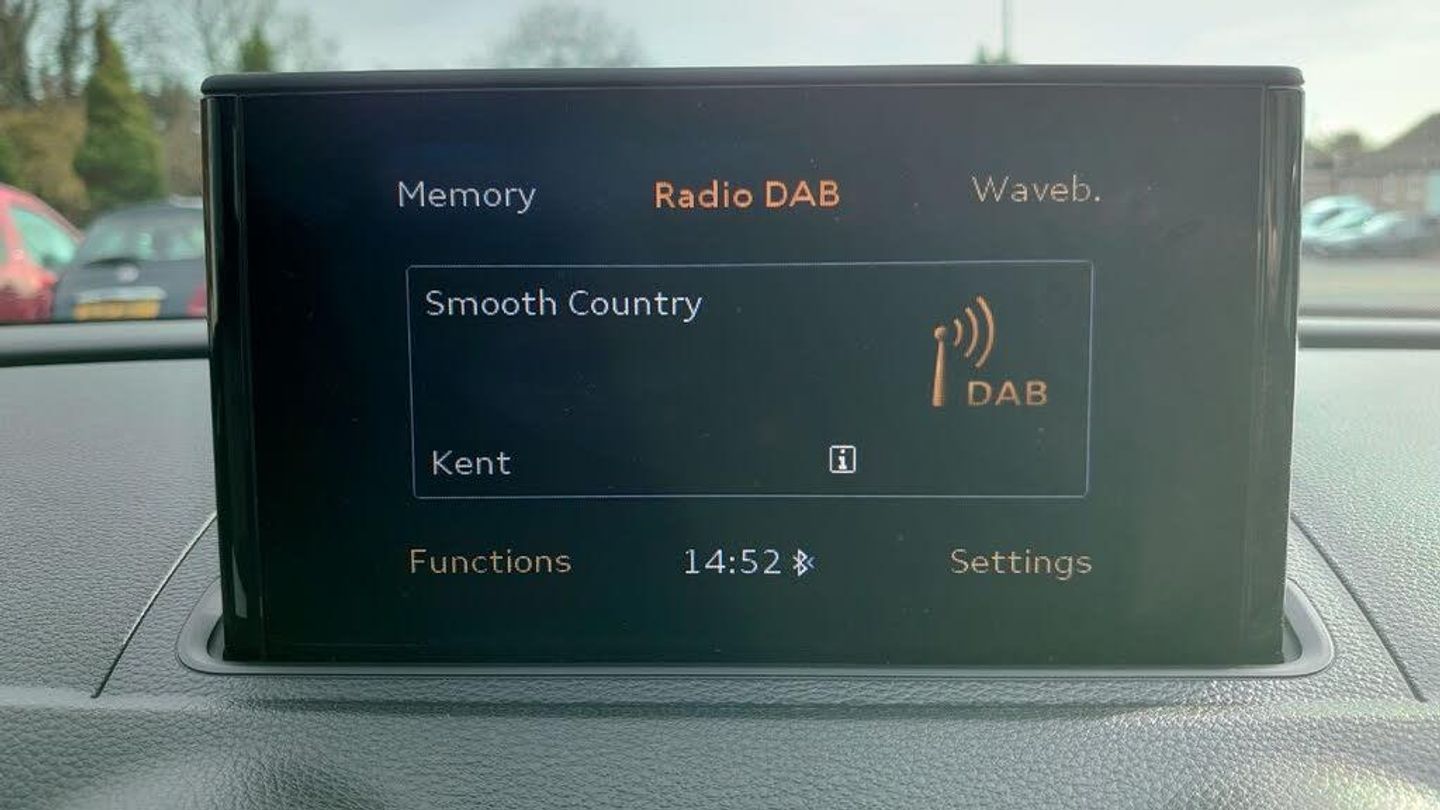 Memory Radio DAB Waveb.
Smooth Country
DAB
Kent
Functions 14:52 Settings